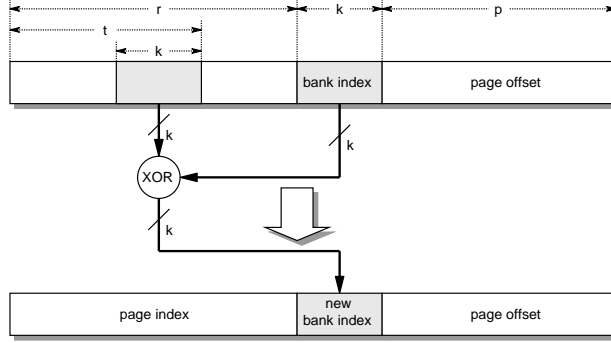 r k p
t
k
bank index page offset
k k
XOR
k
page index new bank index page offset